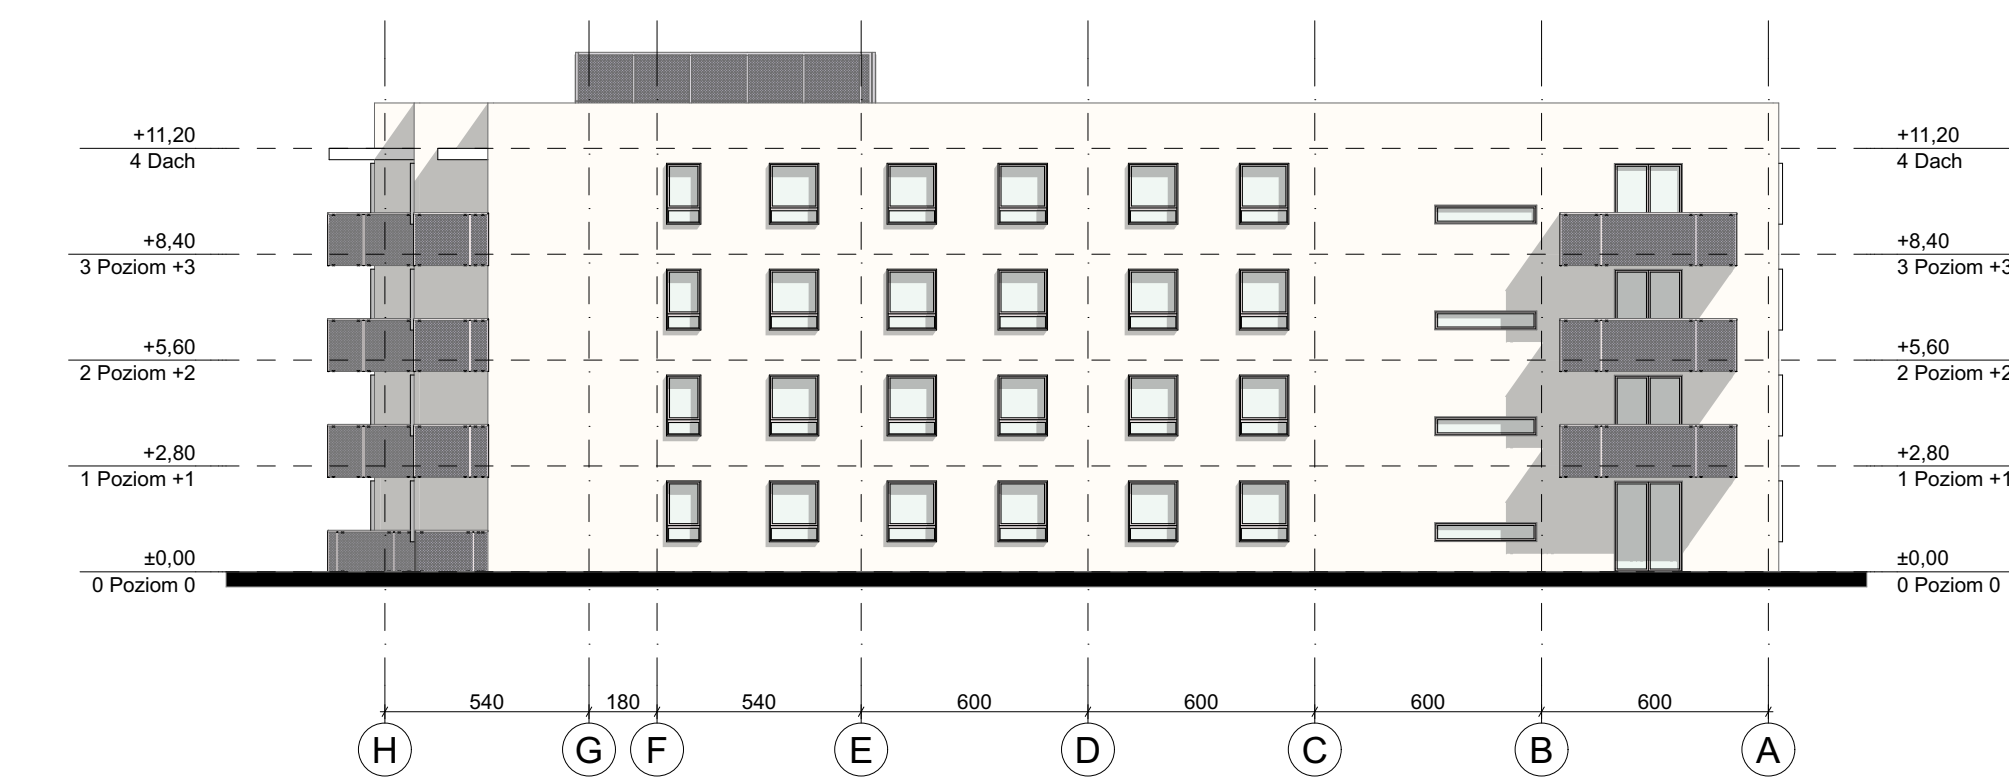 +11,20
4 Dach
+8,40
3 Poziom +3
+5,60
2 Poziom +2
+2,80
1 Poziom +1
±0,00
0 Poziom 0
+11,20
4 Dach
+8,40
3 Poziom +3
+5,60
2 Poziom +2
+2,80
1 Poziom +1
±0,00
0 Poziom 0
540 180 540 600 600 600 600
H G F E D C B A